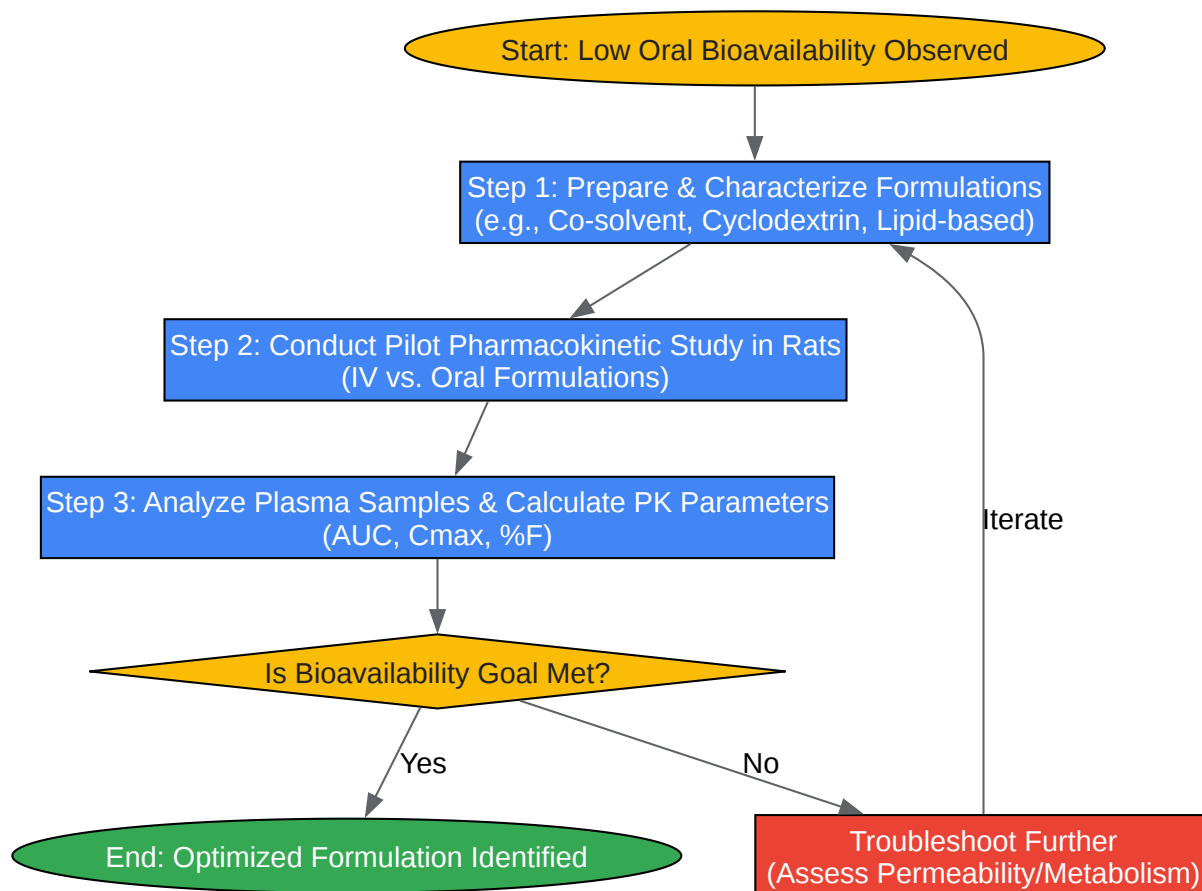 Start: Low Oral Bioavailability Observed
Step 1: Prepare & Characterize Formulations
(e.g., Co-solvent, Cyclodextrin, Lipid-based)
Step 2: Conduct Pilot Pharmacokinetic Study in Rats
(IV vs. Oral Formulations)
Step 3: Analyze Plasma Samples & Calculate PK Parameters
(AUC, Cmax, %F)
Iterate
Is Bioavailability Goal Met?
Yes
No
End: Optimized Formulation Identified
Troubleshoot Further
(Assess Permeability/Metabolism)